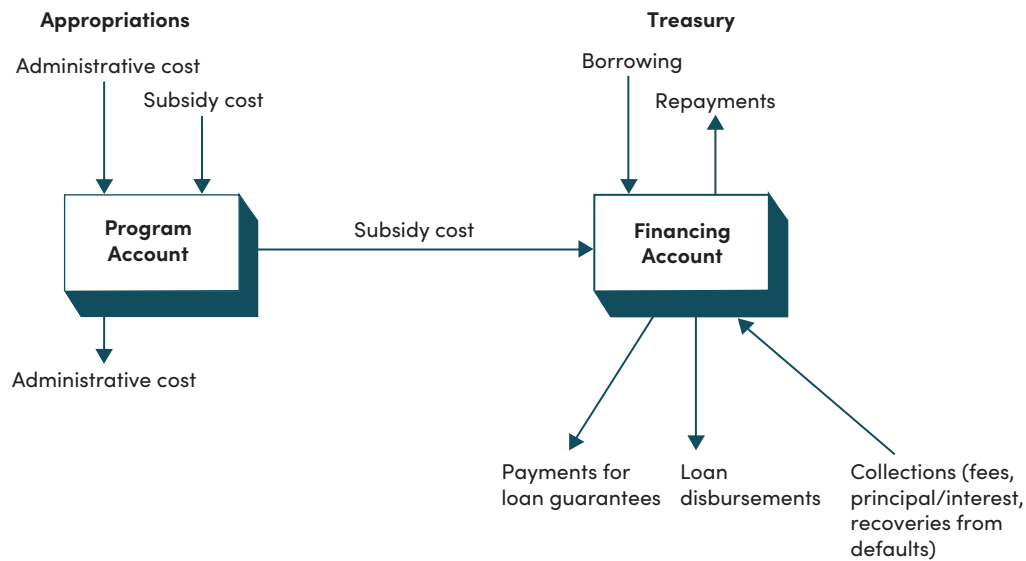 Appropriations
Treasury
Administrative cost
Borrowing
Subsidy cost
Repayments
Program
Account
Subsidy cost
Financing
Account
Administrative cost
Payments for
loan guarantees
Loan
disbursements
Collections (fees,
principal/interest,
recoveries from
defaults)